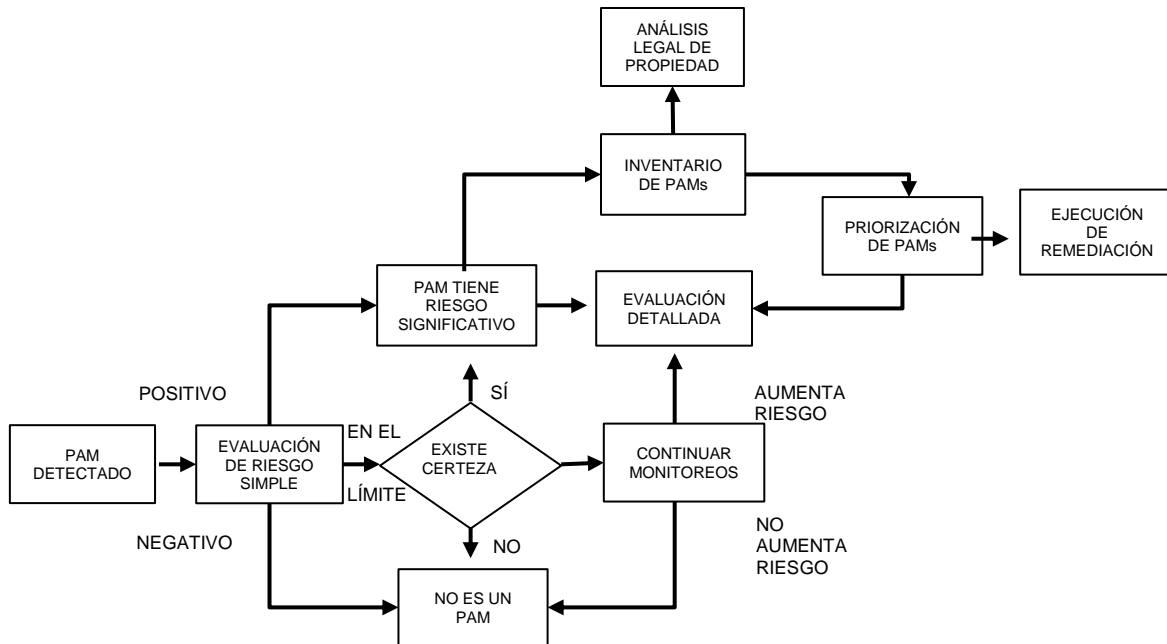 ANÁLISIS
LEGAL DE
PROPIEDAD
INVENTARIO
DE PAMs
PRIORIZACIÓN
DE PAMs
EJECUCIÓN
DE
REMEDIACIÓN
PAM TIENE
RIESGO
SIGNIFICATIVO
EVALUACIÓN
DETALLADA
POSITIVO
SÍ
AUMENTA
RIESGO
PAM
DETECTADO
EVALUACIÓN
DE RIESGO
SIMPLE
EN EL
LÍMITE
EXISTE
CERTEZA
CONTINUAR
MONITOREOS
NEGATIVO
NO
NO
AUMENTA
RIESGO
NO ES UN
PAM